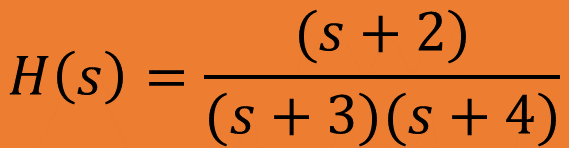 H(s) = (s + 2) / (s + 3)(s + 4)